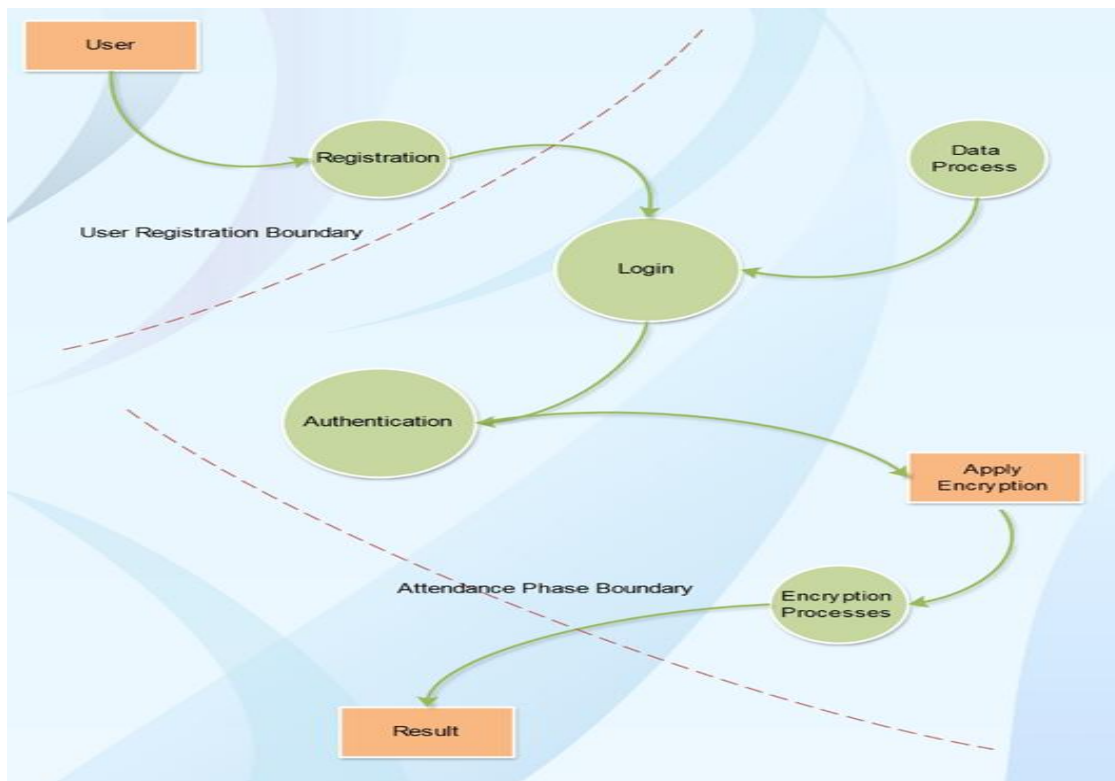 User
Registration
Data
Process
User Registration Boundary
Login
Authentication
Apply
Encryption
Attendance Phase Boundary
Encryption
Processes
Result